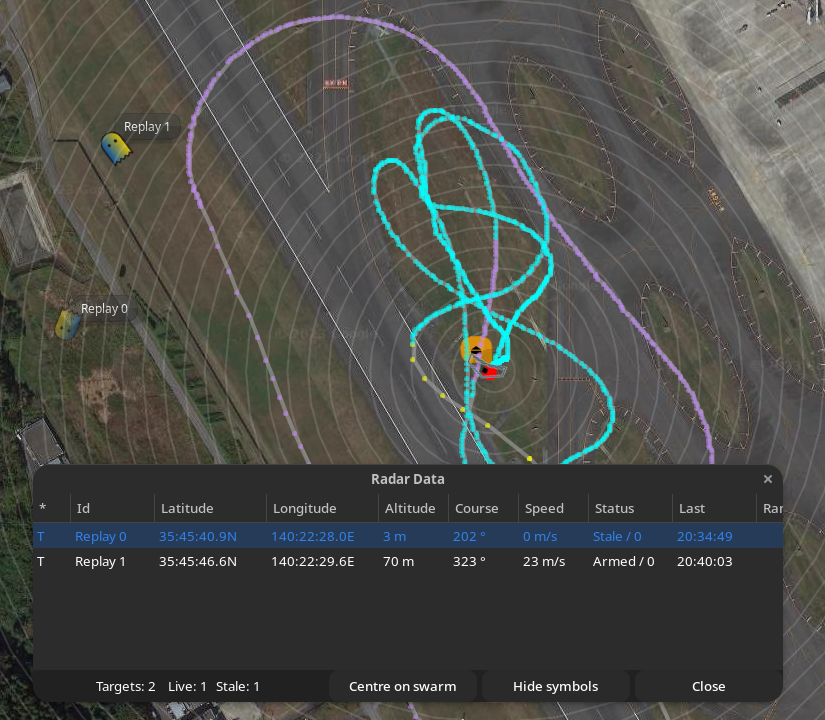 Replay 1
Replay 0
Radar Data
* Id Latitude Longitude Altitude Course Speed Status Last Ran
T Replay 0 35:45:40.9N 140:22:28.0E 3 m 202 ° 0 m/s Stale / 0 20:34:49
T Replay 1 35:45:46.6N 140:22:29.6E 70 m 323 ° 23 m/s Armed / 0 20:40:03
Targets: 2 Live: 1 Stale: 1 Centre on swarm Hide symbols Close